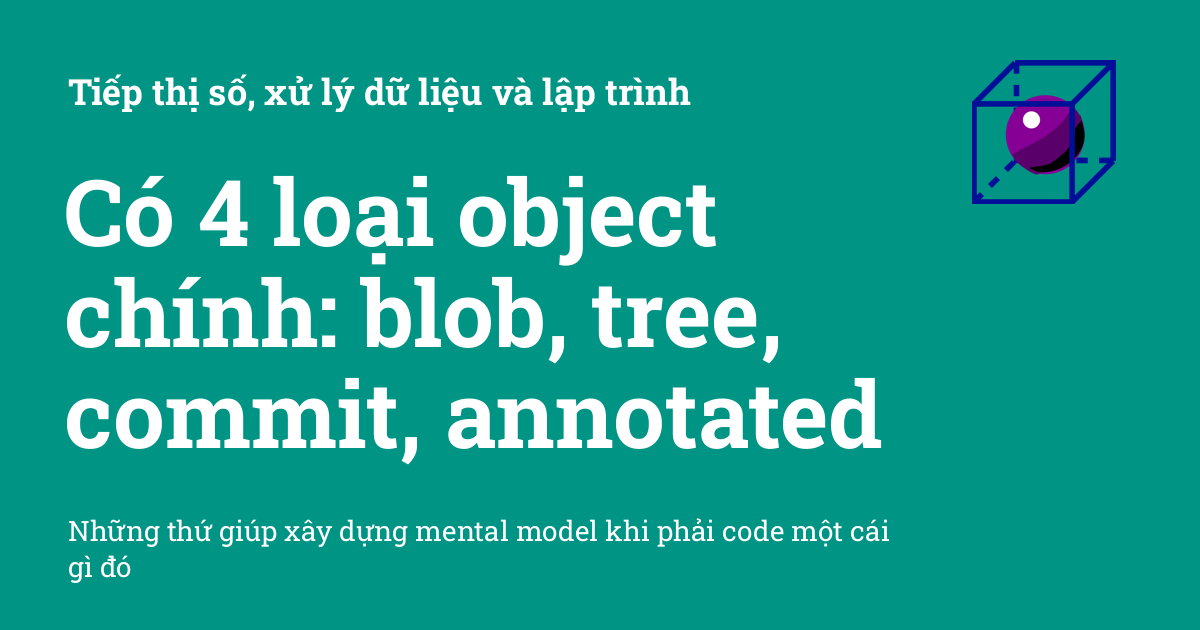 Tiếp thị số, xử lý dữ liệu và lập trình
Có 4 loại object
chính: blob, tree,
commit, annotated
Những thứ giúp xây dựng mental model khi phải code một cái
gì đó